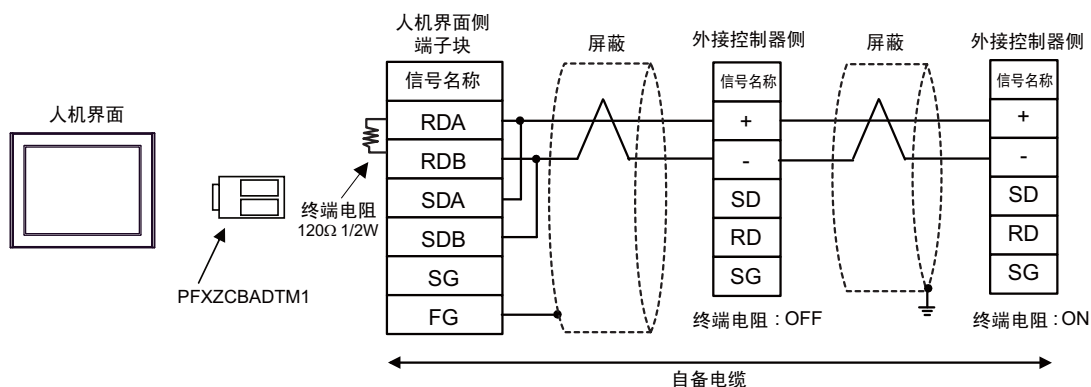 人机界面
PFXZCBADTM1
终端电阻
120Ω 1/2W
人机界面侧
端子块
信号名称
RDA
RDB
SDA
SDB
SG
FG
屏蔽
外接控制器侧
信号名称
+
-
SD
RD
SG
终端电阻 : OFF
屏蔽
外接控制器侧
信号名称
+
-
SD
RD
SG
终端电阻 : ON
自备电缆